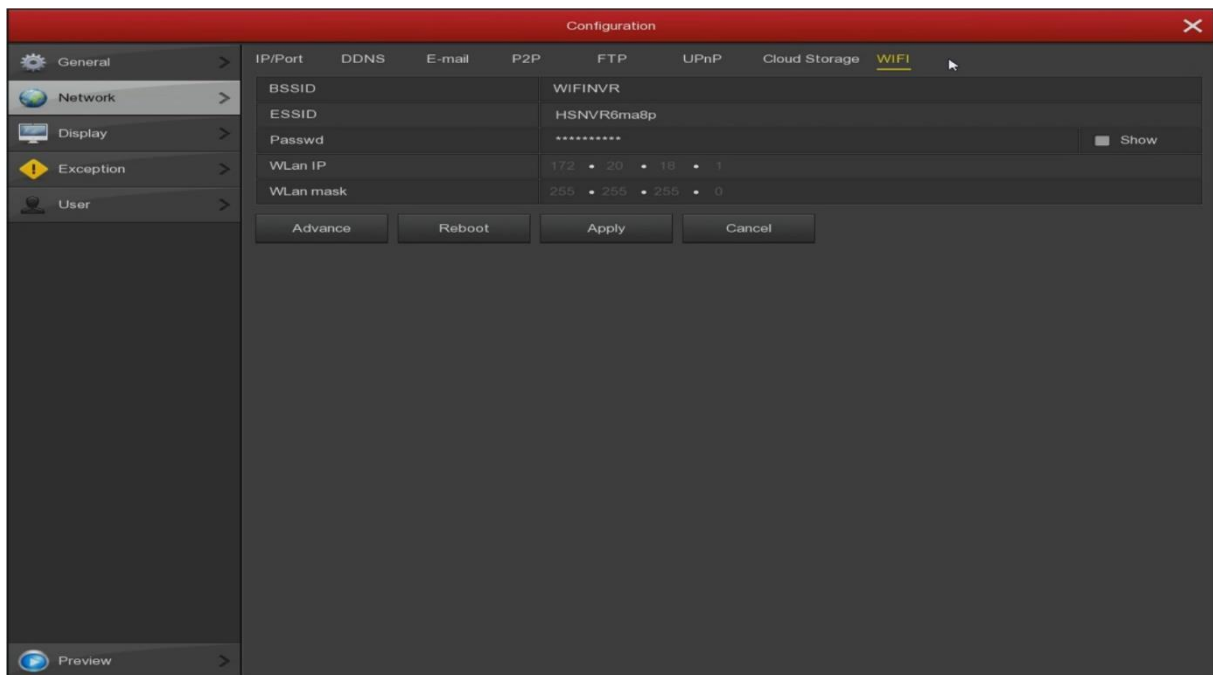 Configuration
General
Network
Display
Exception
User
Preview
IP/Port DDNS E-mail P2P FTP UPnP Cloud Storage WIFI
BSSID WIFINVR
ESSID HSNVR6ma8p
Passwd ********** Show
WLan IP 172 • 20 • 18 • 1
WLan mask 255 • 255 • 255 • 0
Advance Reboot Apply Cancel